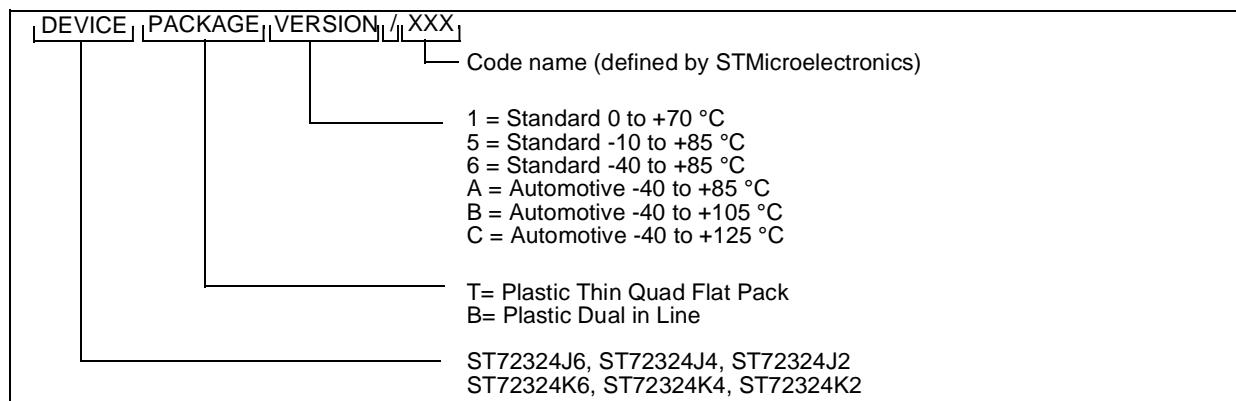 DEVICE PACKAGE VERSION / XXX
Code name (defined by STMicroelectronics)
1 = Standard 0 to +70 °C
5 = Standard -10 to +85 °C
6 = Standard -40 to +85 °C
A = Automotive -40 to +85 °C
B = Automotive -40 to +105 °C
C = Automotive -40 to +125 °C
T= Plastic Thin Quad Flat Pack
B= Plastic Dual in Line
ST72324J6, ST72324J4, ST72324J2
ST72324K6, ST72324K4, ST72324K2